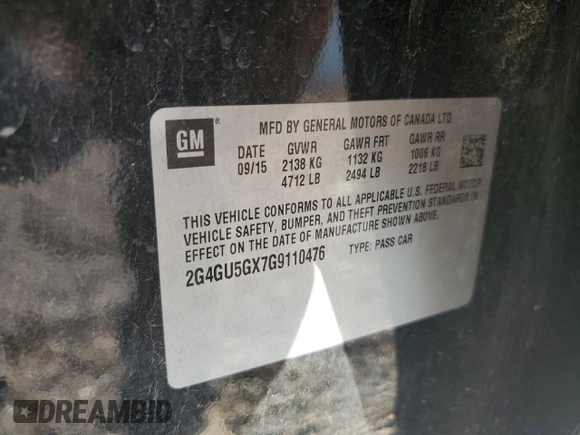 GM
MFD BY GENERAL MOTORS OF CANADA LTD.
DATE GVWR GAWR FRT GAWR RR
09/15 2138 KG 1132 KG 1006 KG
4712 LB 2494 LB 2218 LB
THIS VEHICLE CONFORMS TO ALL APPLICABLE U.S. FEDERAL MOTOR
VEHICLE SAFETY, BUMPER, AND THEFT PREVENTION STANDARDS IN
EFFECT ON THE DATE OF MANUFACTURE SHOWN ABOVE.
2G4GU5GX7G9110476 TYPE: PASS CAR
DREAMBID